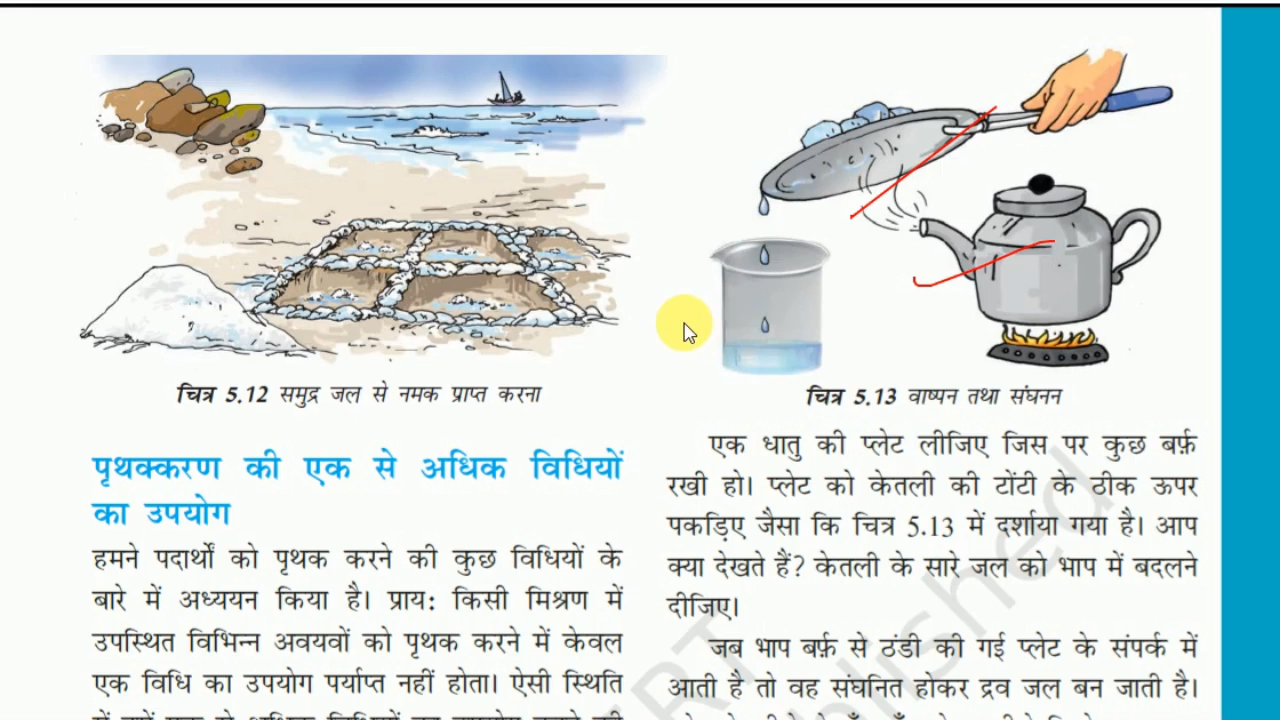 चित्र 5.12 समुद्र जल से नमक प्राप्त करना
पृथक्करण की एक से अधिक विधियों
का उपयोग
हमने पदार्थों को पृथक करने की कुछ विधियों के
बारे में अध्ययन किया है। प्राय: किसी मिश्रण में
उपस्थित विभिन्न अवयवों को पृथक करने में केवल
एक विधि का उपयोग पर्याप्त नहीं होता। ऐसी स्थिति
चित्र 5.13 वाष्पन तथा संघनन
एक धातु की प्लेट लीजिए जिस पर कुछ बर्फ़
रखी हो। प्लेट को केतली की टोंटी के ठीक ऊपर
पकड़िए जैसा कि चित्र 5.13 में दर्शाया गया है। आप
क्या देखते हैं? केतली के सारे जल को भाप में बदलने
दीजिए।
जब भाप बर्फ़ से ठंडी की गई प्लेट के संपर्क में
आती है तो वह संघनित होकर द्रव जल बन जाती है।
published